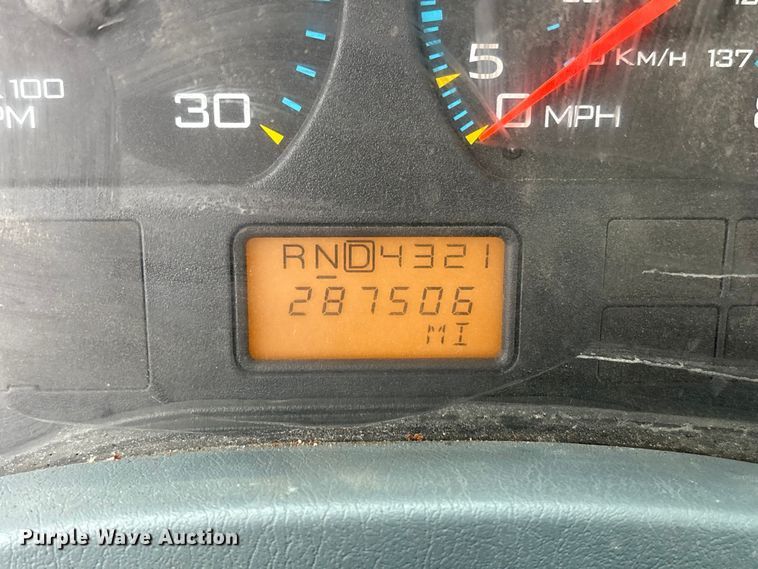 100
PM
30
5
0 MPH
KM/H
137
RND4321
287506
MI
Purple Wave Auction